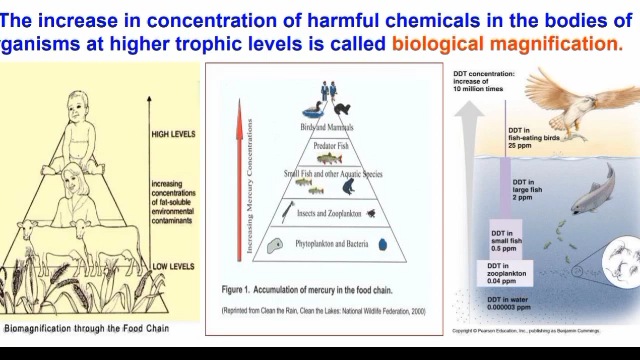 The increase in concentration of harmful chemicals in the bodies of
rganisms at higher trophic levels is called biological magnification.
HIGH LEVELS
increasing
concentrations
of fat-soluble
environmental
contaminants
LOW LEVELS
Biomagnification through the Food Chain
Increasing Mercury Concentrations
Birds and Mammals
Predator Fish
Small Fish and other Aquatic Species
Insects and Zooplankton
Phytoplankton and Bacteria
Figure 1. Accumulation of mercury in the food chain.
(Reprinted from Clean the Rain, Clean the Lakes: National Wildlife Federation, 2000)
DDT concentration:
increase of
10 million times
DDT in
fish-eating birds
25 ppm
DDT in
large fish
2 ppm
DDT in
small fish
0.5 ppm
DDT in
zooplankton
0.04 ppm
DDT in water
0.000003 ppm
Copyright © Pearson Education, Inc., publishing as Benjamin Cummings.